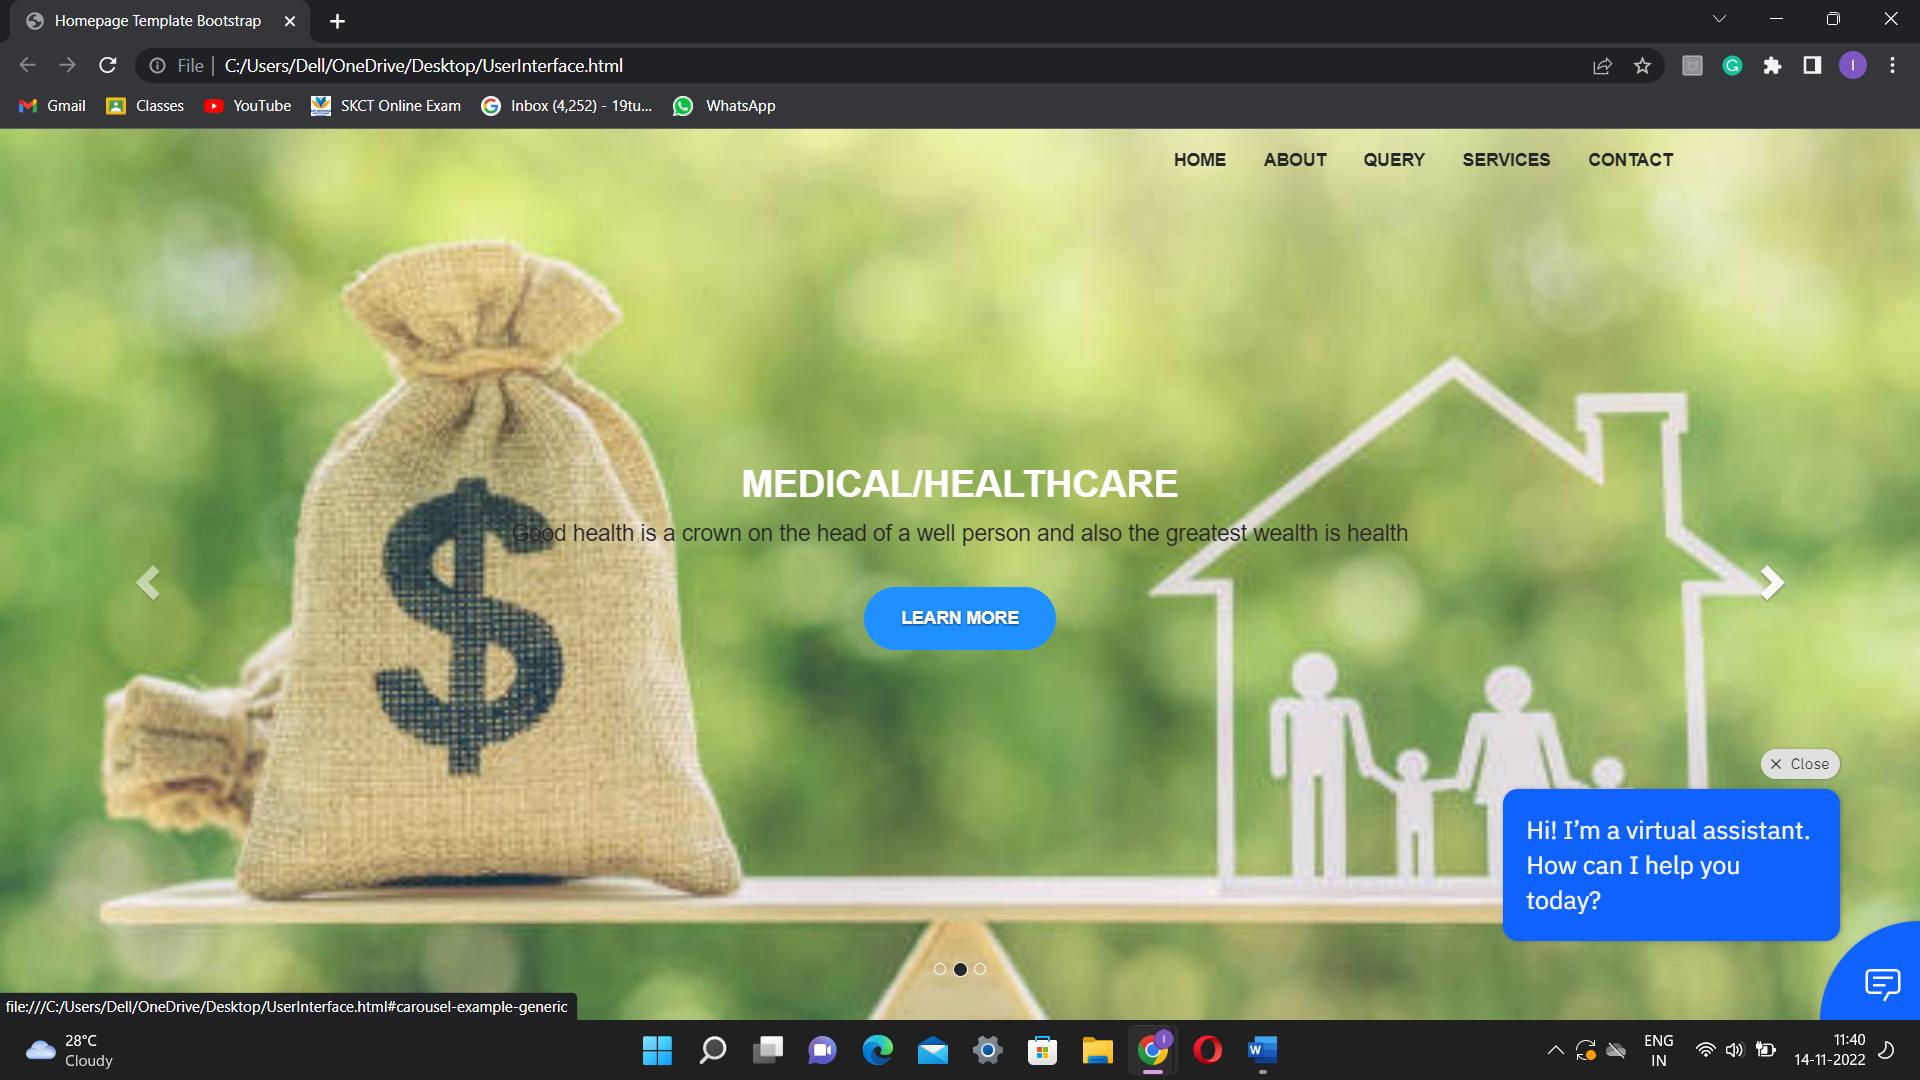 Homepage Template Bootstrap
File | C:/Users/Dell/OneDrive/Desktop/UserInterface.html
I
Gmail Classes YouTube SKCT Online Exam Inbox (4,252) - 19tu... WhatsApp
HOME ABOUT QUERY SERVICES CONTACT
MEDICAL/HEALTHCARE
Good health is a crown on the head of a well person and also the greatest wealth is health
LEARN MORE
$
Close
Hi! I’m a virtual assistant.
How can I help you
today?
file:///C:/Users/Dell/OneDrive/Desktop/UserInterface.html#carousel-example-generic
28°C
Cloudy
ENG
IN
11:40
14-11-2022